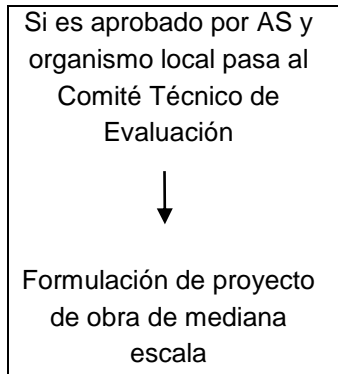 Si es aprobado por AS y
organismo local pasa al
Comité Técnico de
Evaluación
Formulación de proyecto
de obra de mediana
escala